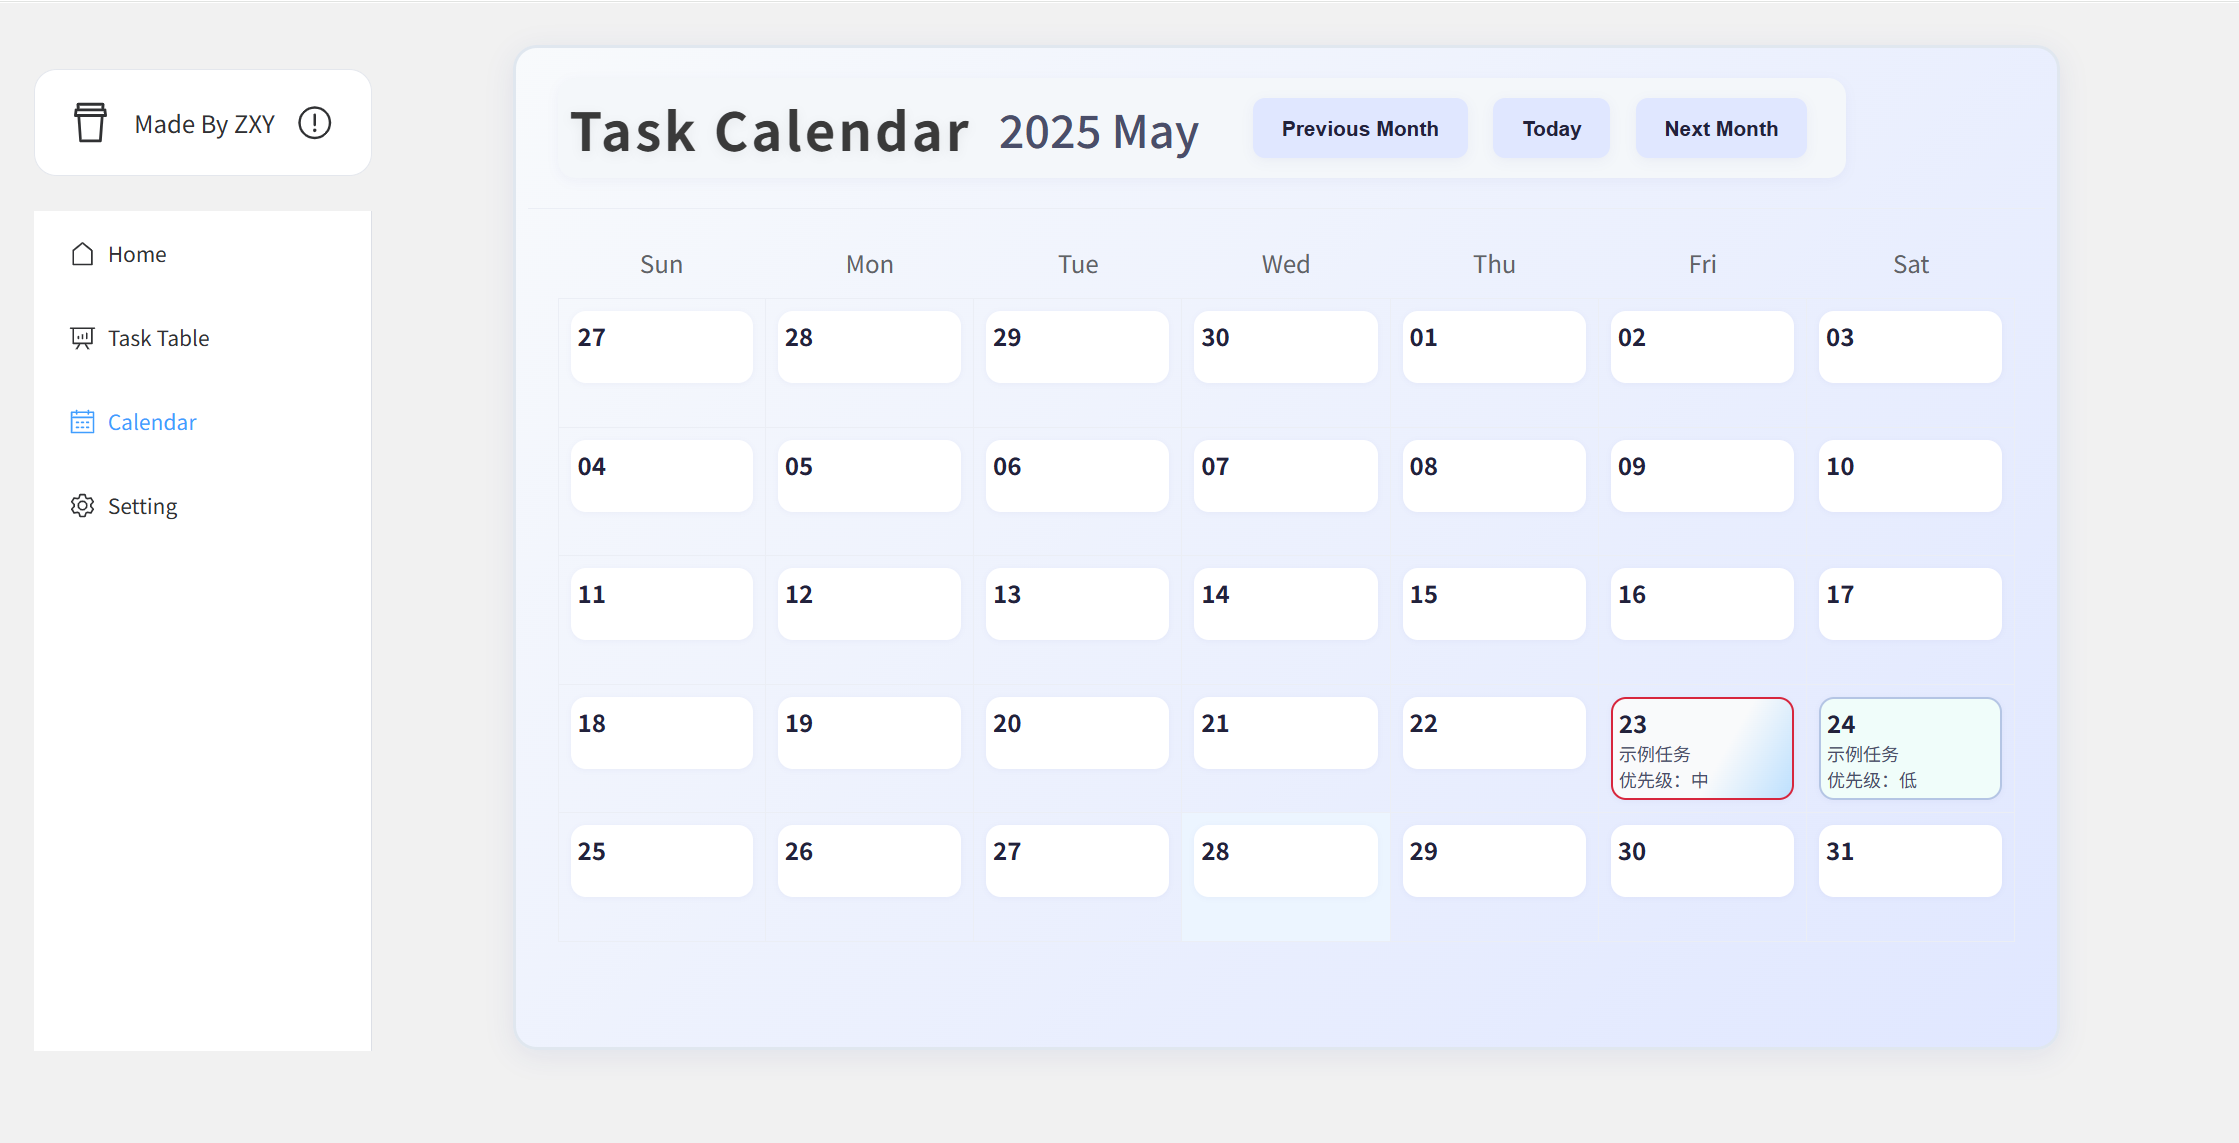 Made By ZXY
Home
Task Table
Calendar
Setting
Task Calendar 2025 May Previous Month Today Next Month
Sun Mon Tue Wed Thu Fri Sat
27 28 29 30 01 02 03
04 05 06 07 08 09 10
11 12 13 14 15 16 17
18 19 20 21 22 23 24
示例任务 示例任务
优先级：中 优先级：低
25 26 27 28 29 30 31